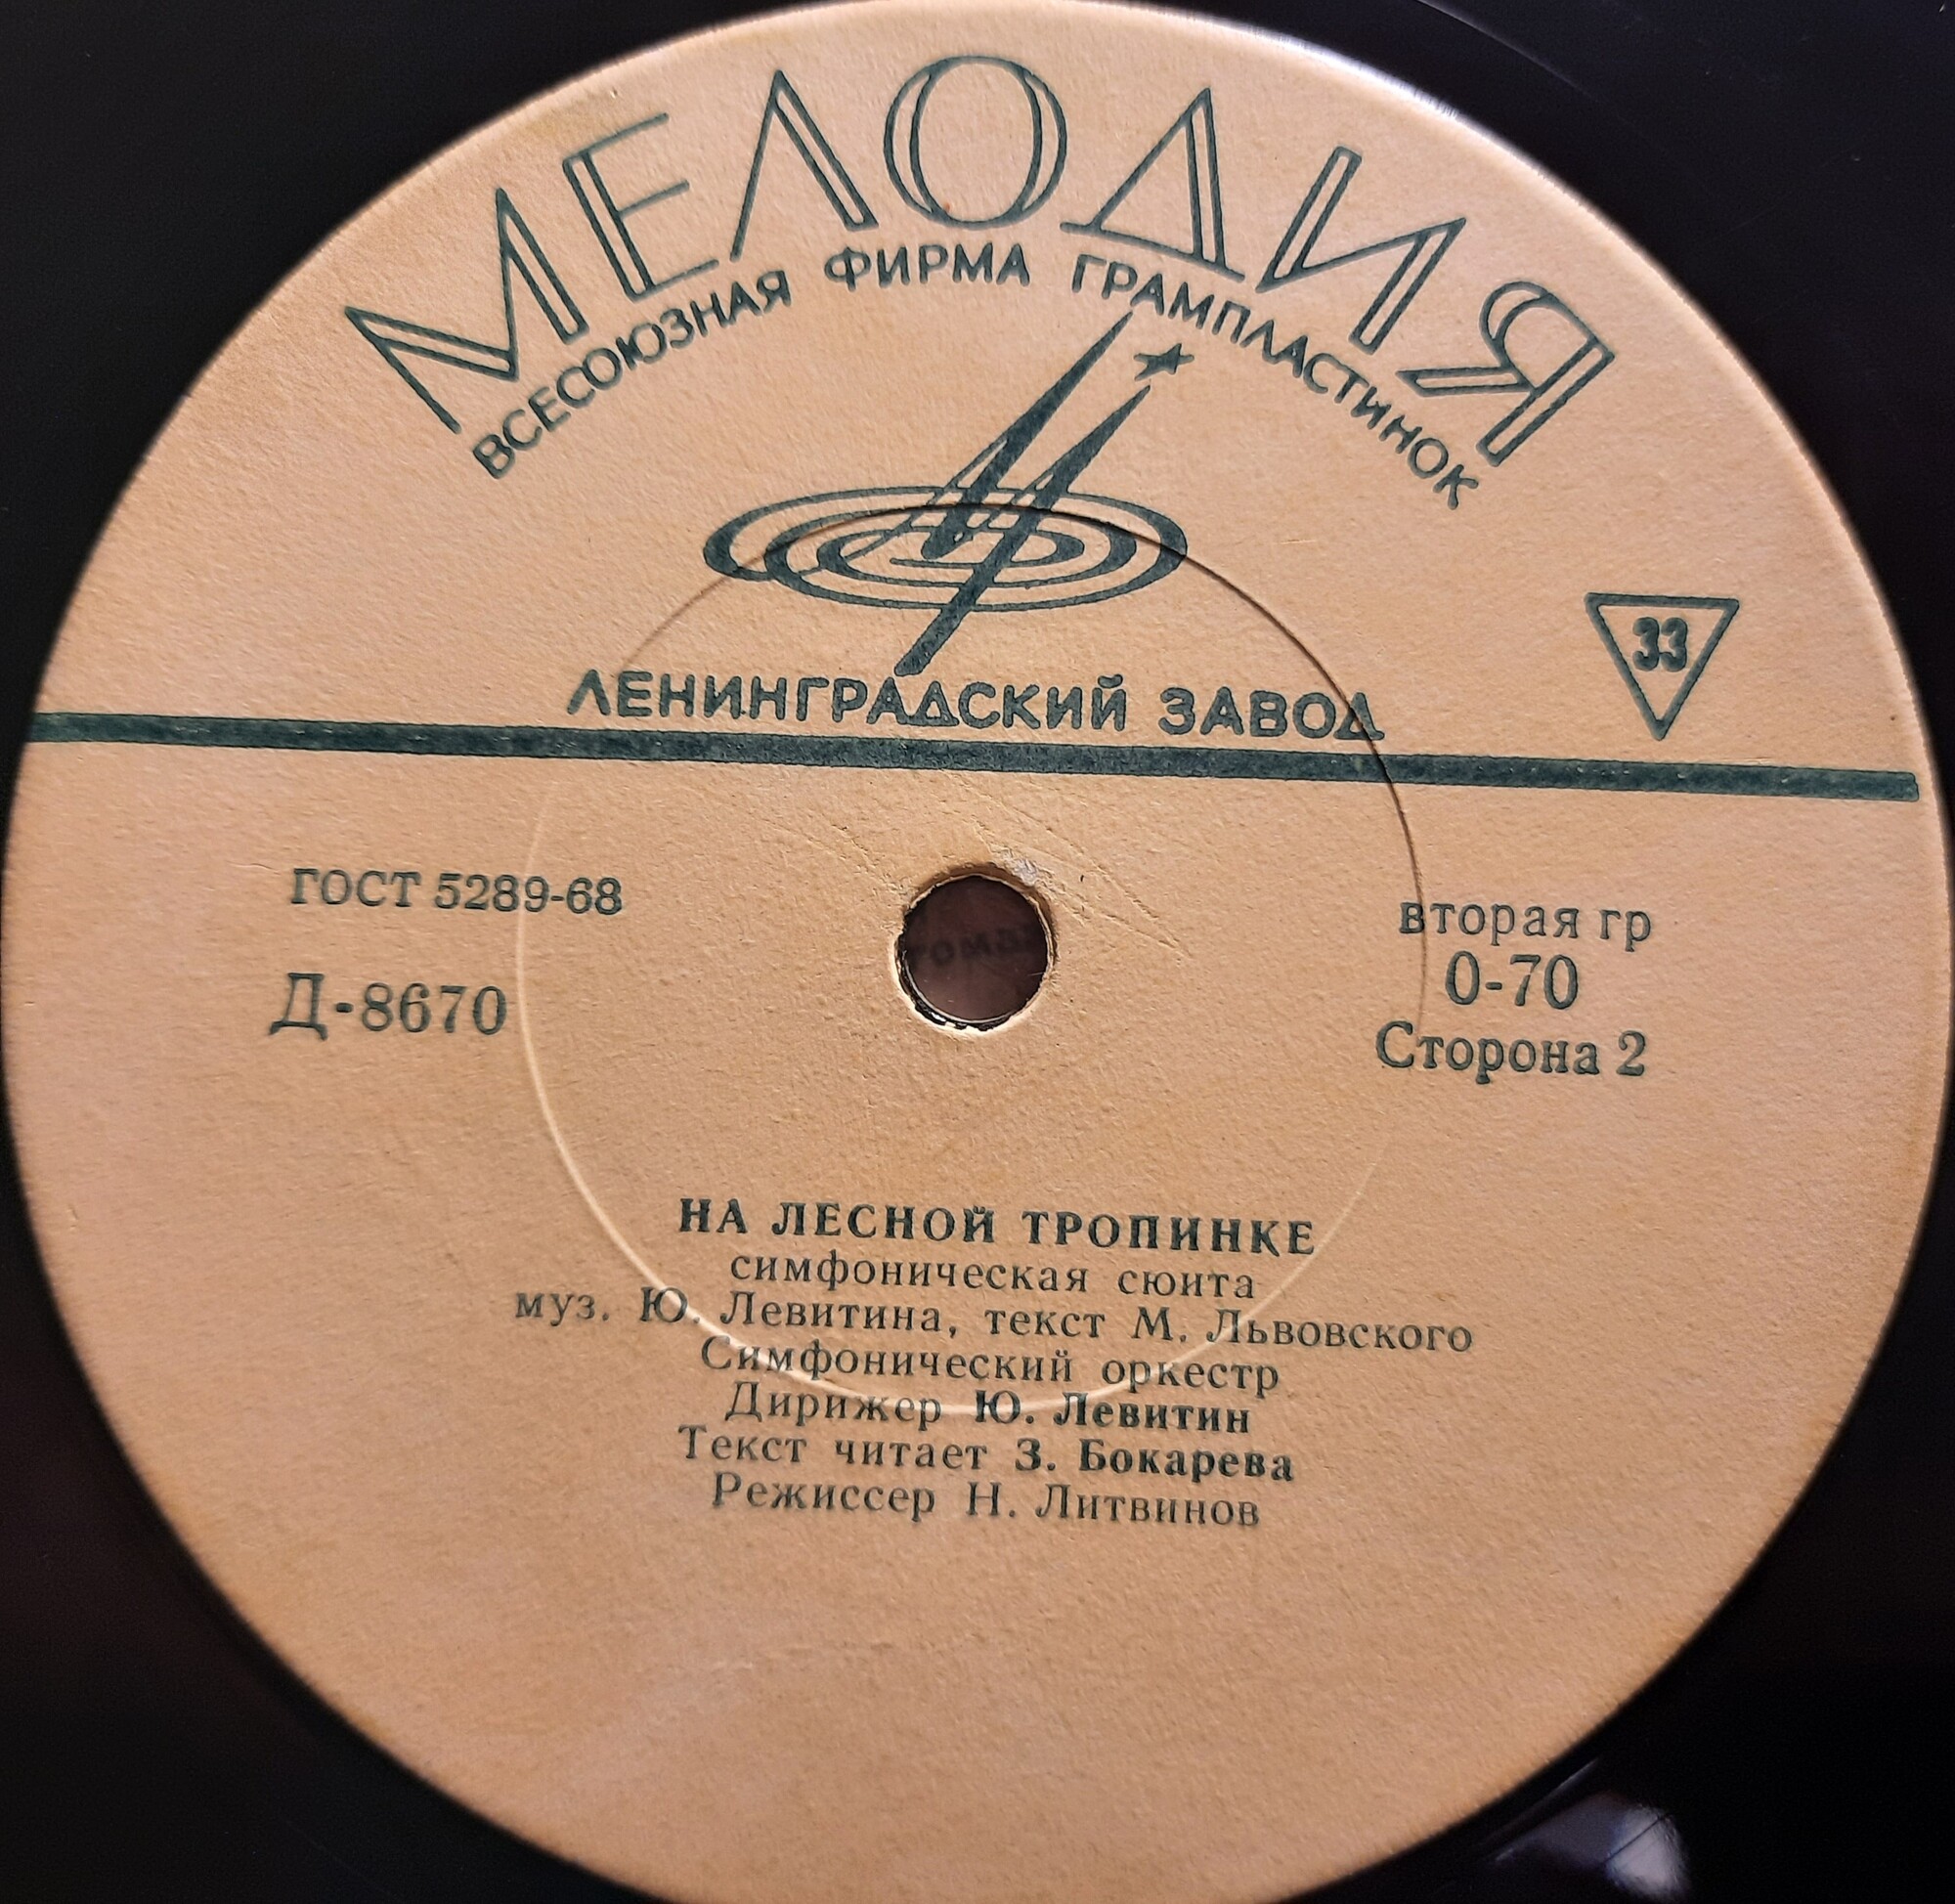 МЕЛОДИЯ
ВСЕСОЮЗНАЯ ФИРМА ГРАМПЛАСТИНОК
33
ЛЕНИНГРАДСКИЙ ЗАВОД
ГОСТ 5289-68
Д-8670
вторая гр
0-70
Сторона 2
НА ЛЕСНОЙ ТРОПИНКЕ
симфоническая сюита
муз. Ю. Левитина, текст М. Львовского
Симфонический оркестр
Дирижер Ю. Левитин
Текст читает З. Бокарева
Режиссер Н. Литвинов